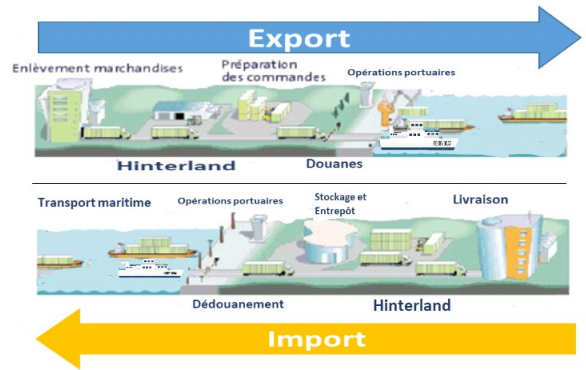 Export
Enlèvement marchandises
Préparation
des commandes
Opérations portuaires
Hinterland
Douanes
Transport maritime
Opérations portuaires
Stockage et
Entrepôt
Livraison
Dédouanement
Hinterland
Import